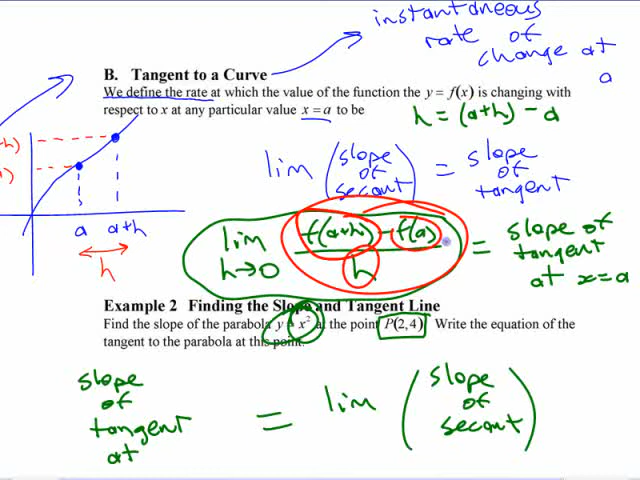 instantaneous
rate of
change at
a
B. Tangent to a Curve
We define the rate at which the value of the function the y = f(x) is changing with
respect to x at any particular value x = a to be
h = (a+h) - a
lim (slope of secant) = slope of tangent
a a+h
h
lim h→0 f(a+h) - f(a) / h = slope of tangent at x = a
Example 2 Finding the Slope and Tangent Line
Find the slope of the parabola y = x² at the point P(2,4). Write the equation of the
tangent to the parabola at this point.
slope of tangent at = lim (slope of secant)